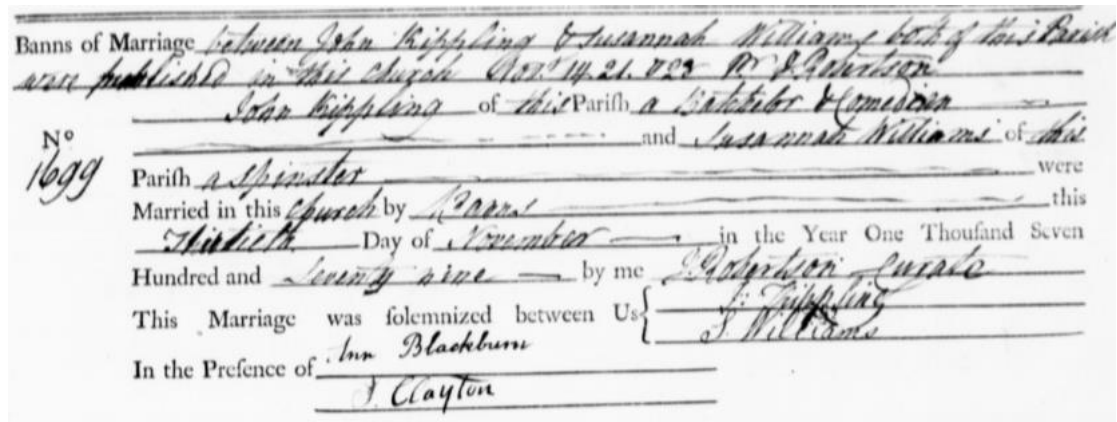 Banns of Marriage between John Kippling & Susannah Williams both of this Parish
were published in this Church Novr 14. 21. & 28 Pr J Robertson
John Kippling of this Pariſh a Batchelor & Comedian
Nº
1699
and Susannah Williams of this
Pariſh a Spinster were
Married in this Church by Banns this
Thirtieth Day of November in the Year One Thouſand Seven
Hundred and Seventy nine by me J Robertson Curate
This Marriage was ſolemnized between Us { J: Kippling
S. Williams
In the Preſence of Ann Blackburn
J. Clayton